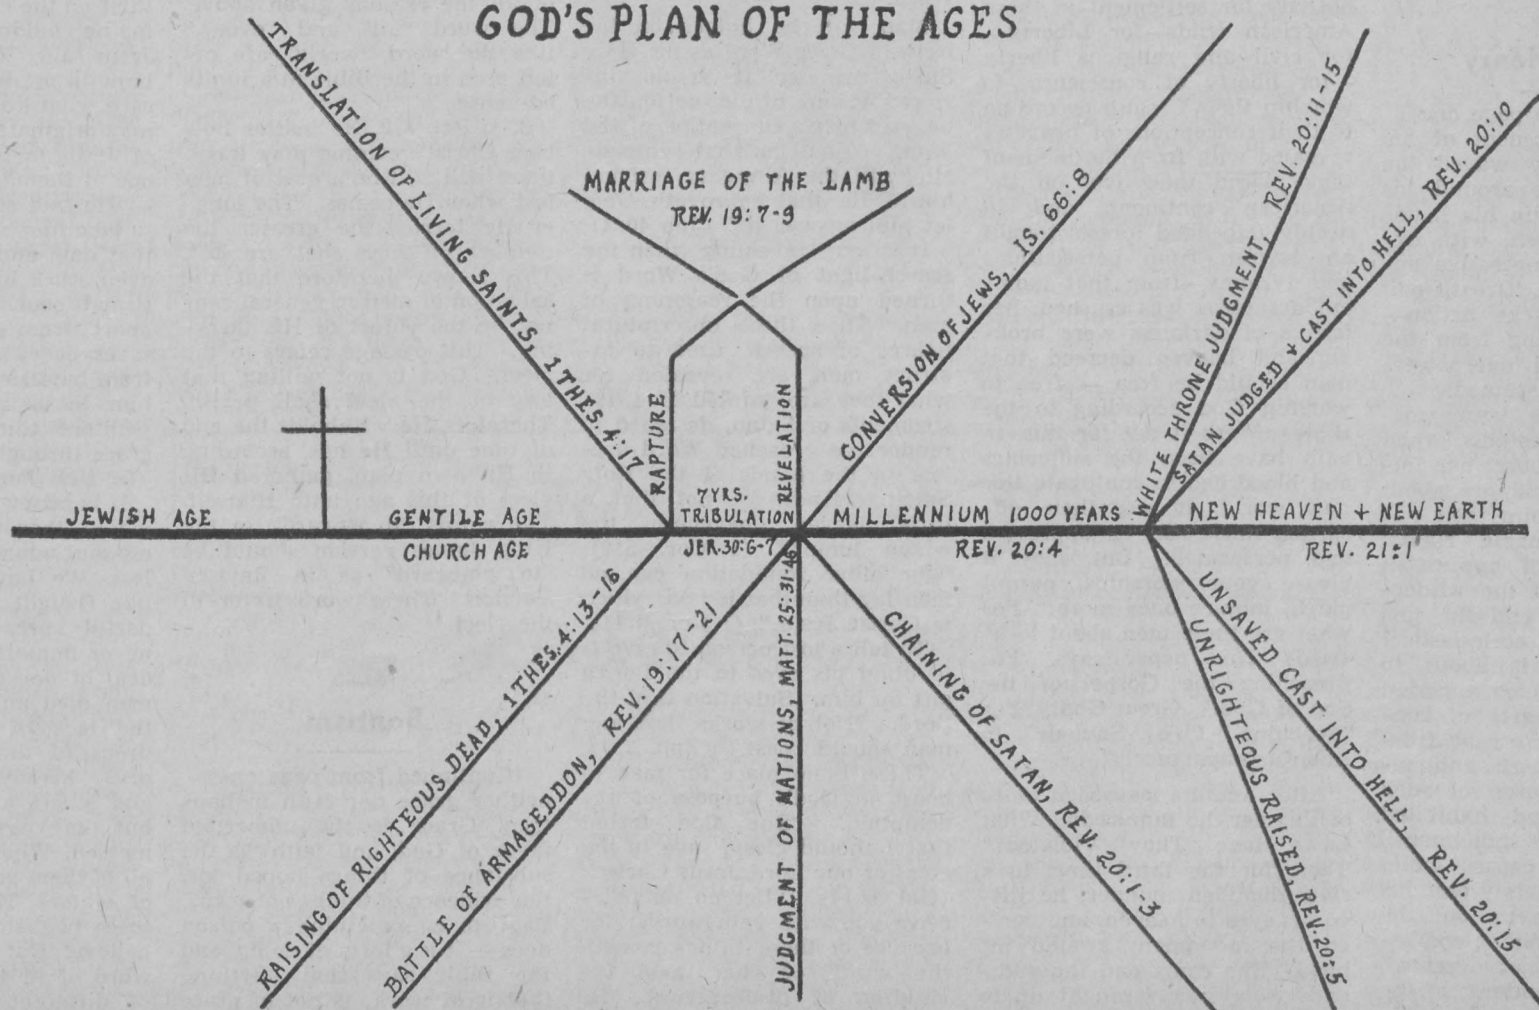 GOD'S PLAN OF THE AGES
TRANSLATION OF LIVING SAINTS, 1 THES. 4:17
MARRIAGE OF THE LAMB
REV. 19:7-9
CONVERSION OF JEWS, IS. 66:8
WHITE THRONE JUDGMENT, REV. 20:11-15
SATAN JUDGED + CAST INTO HELL, REV. 20:10
RAPTURE
REVELATION
JEWISH AGE
GENTILE AGE
CHURCH AGE
7 YRS.
TRIBULATION
JER. 30:6-7
MILLENNIUM 1000 YEARS
REV. 20:4
NEW HEAVEN + NEW EARTH
REV. 21:1
RAISING OF RIGHTEOUS DEAD, 1 THES. 4:13-16
BATTLE OF ARMAGEDDON, REV. 19:17-21
JUDGMENT OF NATIONS, MATT. 25:31-46
CHAINING OF SATAN, REV. 20:1-3
UNRIGHTEOUS RAISED, REV. 20:5
UNSAVED CAST INTO HELL, REV. 20:15